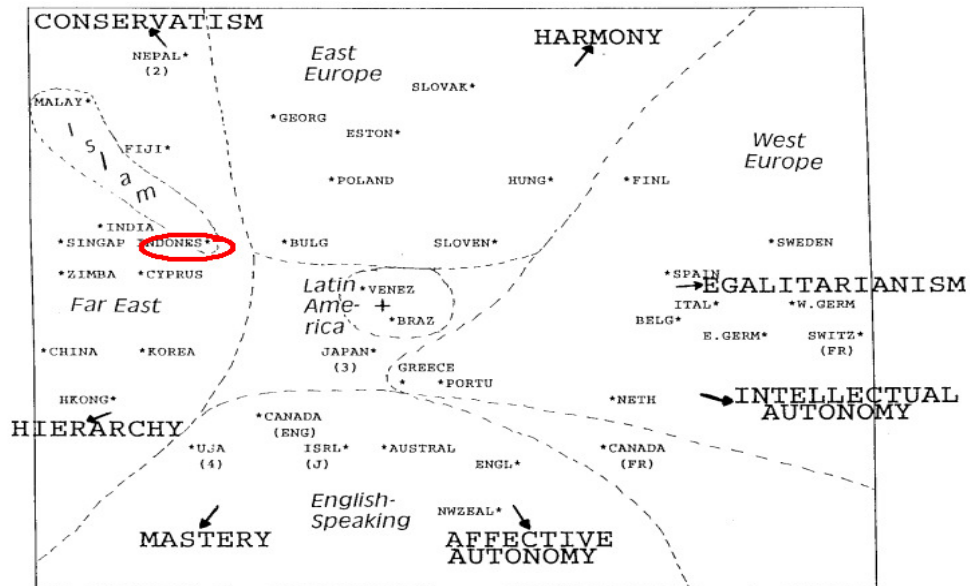 CONSERVATISM
NEPAL*
(2)
East
Europe
HARMONY
SLOVAK*
MALAY*
Islam
FIJI*
*GEORG
ESTON*
West
Europe
*POLAND
HUNG*
*FINL
*INDIA
*SINGAP
INDONES*
*BULG
SLOVEN*
*SWEDEN
*ZIMBA
*CYPRUS
Far East
Latin
Ame-
rica
*VENEZ
+
*BRAZ
*SPAIN
EGALITARIANISM
ITAL*
*W.GERM
BELG*
E.GERM*
SWITZ*
(FR)
*CHINA
*KOREA
JAPAN*
(3)
GREECE
*
*PORTU
HKONG*
*NETH
INTELLECTUAL
AUTONOMY
HIERARCHY
*CANADA
(ENG)
*USA
(4)
ISRL*
(J)
*AUSTRAL
ENGL*
*CANADA
(FR)
English-
Speaking
NWZEAL*
MASTERY
AFFECTIVE
AUTONOMY